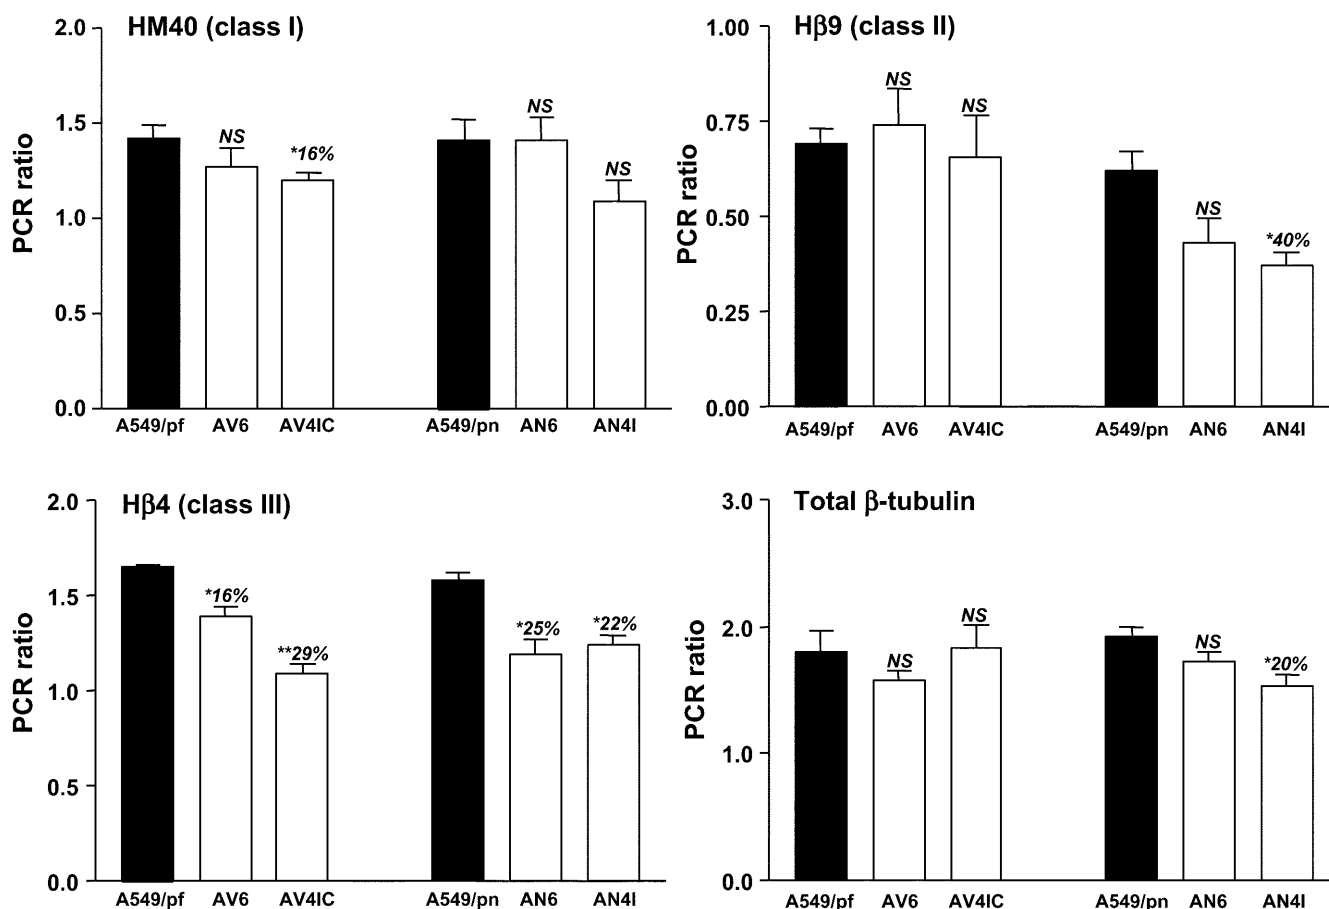 HM40 (class I)
PCR ratio
2.0
1.5
1.0
0.5
0.0
NS
*16%
NS
NS
A549/pf AV6 AV4IC A549/pn AN6 AN4I
Hβ9 (class II)
PCR ratio
1.00
0.75
0.50
0.25
0.00
NS
NS
NS
*40%
A549/pf AV6 AV4IC A549/pn AN6 AN4I
Hβ4 (class III)
PCR ratio
2.0
1.5
1.0
0.5
0.0
*16%
**29%
*25%
*22%
A549/pf AV6 AV4IC A549/pn AN6 AN4I
Total β-tubulin
PCR ratio
3.0
2.0
1.0
0.0
NS
NS
NS
*20%
A549/pf AV6 AV4IC A549/pn AN6 AN4I